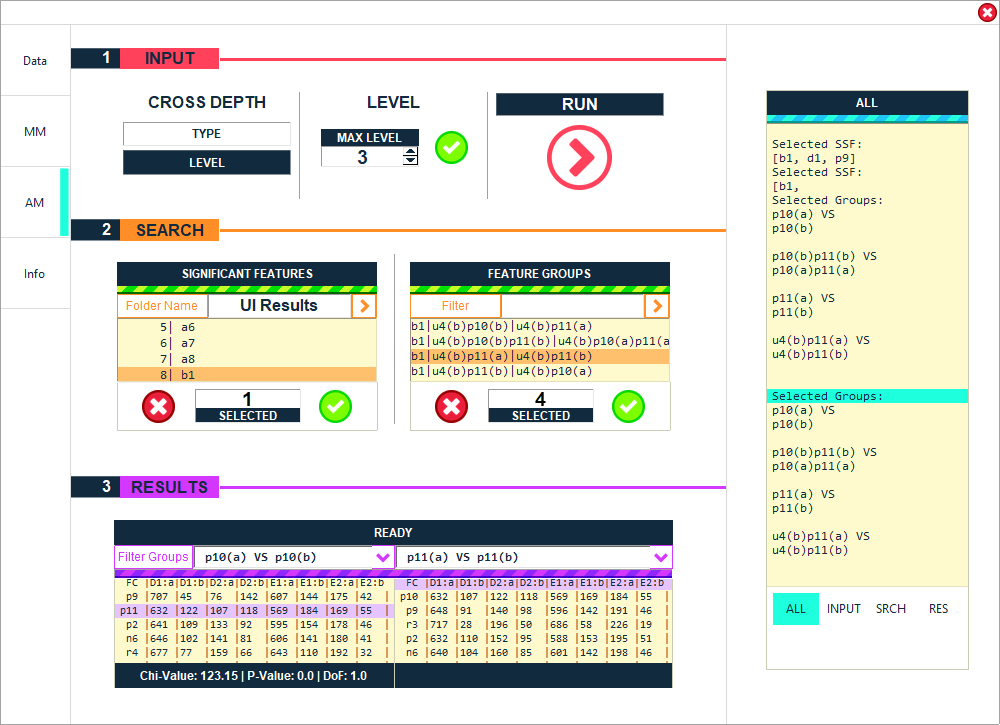 Data
MM
AM
Info
1 INPUT
CROSS DEPTH
TYPE
LEVEL
LEVEL
MAX LEVEL
3
RUN
2 SEARCH
SIGNIFICANT FEATURES
Folder Name UI Results
5| a6
6| a7
7| a8
8| b1
1
SELECTED
FEATURE GROUPS
Filter
b1|u4(b)p10(b)|u4(b)p11(a)
b1|u4(b)p10(b)p11(b)|u4(b)p10(a)p11(a
b1|u4(b)p11(a)|u4(b)p11(b)
b1|u4(b)p11(b)|u4(b)p10(a)
4
SELECTED
3 RESULTS
READY
Filter Groups p10(a) VS p10(b) p11(a) VS p11(b)
FC |D1:a|D1:b|D2:a|D2:b|E1:a|E1:b|E2:a|E2:b
p9 |707 |45 |76 |142 |607 |144 |175 |42 |
p11 |632 |122 |107 |118 |569 |184 |169 |55 |
p2 |641 |109 |133 |92 |595 |154 |178 |46 |
n6 |646 |102 |141 |81 |606 |141 |180 |41 |
r4 |677 |77 |159 |66 |643 |110 |192 |32 |
Chi-Value: 123.15 | P-Value: 0.0 | DoF: 1.0
FC |D1:a|D1:b|D2:a|D2:b|E1:a|E1:b|E2:a|E2:b
p10 |632 |107 |122 |118 |569 |169 |184 |55 |
p9 |648 |91 |140 |98 |596 |142 |191 |46 |
r3 |717 |28 |196 |50 |686 |58 |226 |19 |
p2 |632 |110 |152 |95 |588 |153 |195 |51 |
n6 |640 |104 |160 |85 |601 |142 |198 |46 |
ALL
Selected SSF:
[b1, d1, p9]
Selected SSF:
[b1,
Selected Groups:
p10(a) VS
p10(b)
p10(b)p11(b) VS
p10(a)p11(a)
p11(a) VS
p11(b)
u4(b)p11(a) VS
u4(b)p11(b)
Selected Groups:
p10(a) VS
p10(b)
p10(b)p11(b) VS
p10(a)p11(a)
p11(a) VS
p11(b)
u4(b)p11(a) VS
u4(b)p11(b)
ALL INPUT SRCH RES